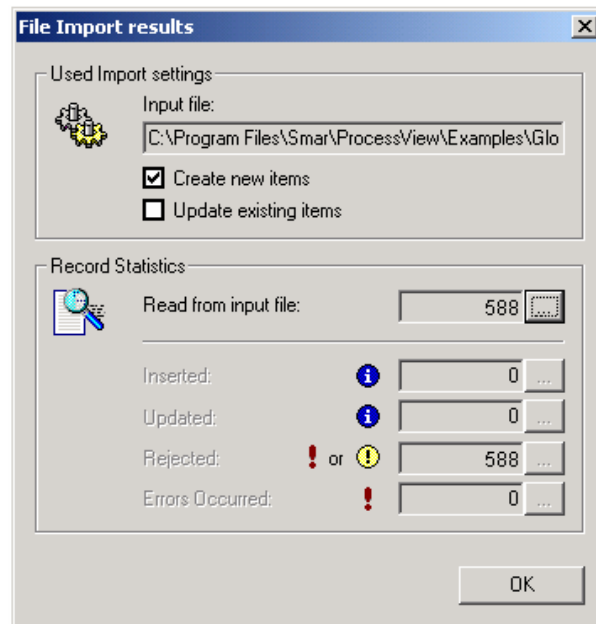 File Import results
Used Import settings
Input file:
C:\Program Files\Smar\ProcessView\Examples\Glo
Create new items
Update existing items
Record Statistics
Read from input file: 588 ...
Inserted: 0 ...
Updated: 0 ...
Rejected: ! or ! 588 ...
Errors Occurred: ! 0 ...
OK